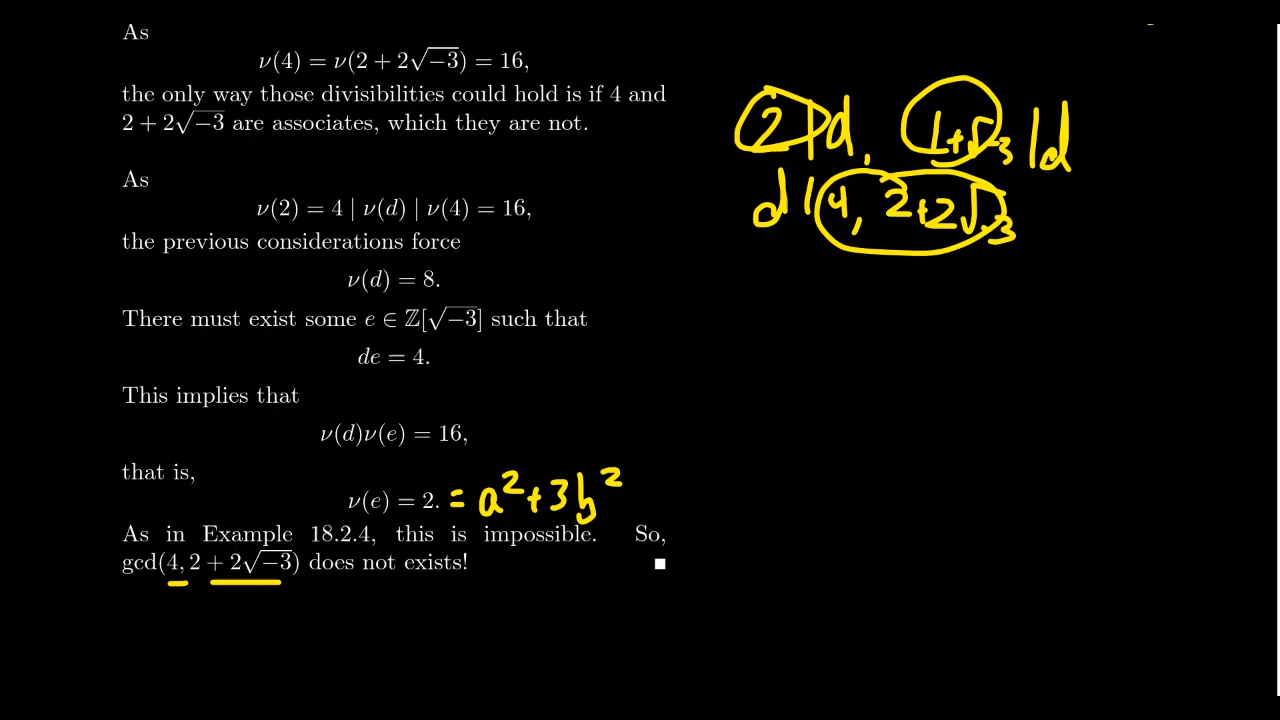 As
ν(4) = ν(2 + 2√−3) = 16,
the only way those divisibilities could hold is if 4 and
2 + 2√−3 are associates, which they are not.
As
ν(2) = 4 | ν(d) | ν(4) = 16,
the previous considerations force
ν(d) = 8.
There must exist some e ∈ ℤ[√−3] such that
de = 4.
This implies that
ν(d)ν(e) = 16,
that is,
ν(e) = 2. = a² + 3b²
As in Example 18.2.4, this is impossible. So,
gcd(4, 2 + 2√−3) does not exists!
2 | d, 1+√-3 | d
d | 4, 2+2√-3